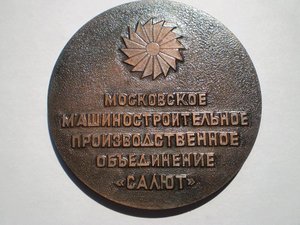 МОСКОВСКОЕ
МАШИНОСТРОИТЕЛЬНОЕ
ПРОИЗВОДСТВЕННОЕ
ОБЪЕДИНЕНИЕ
«САЛЮТ»